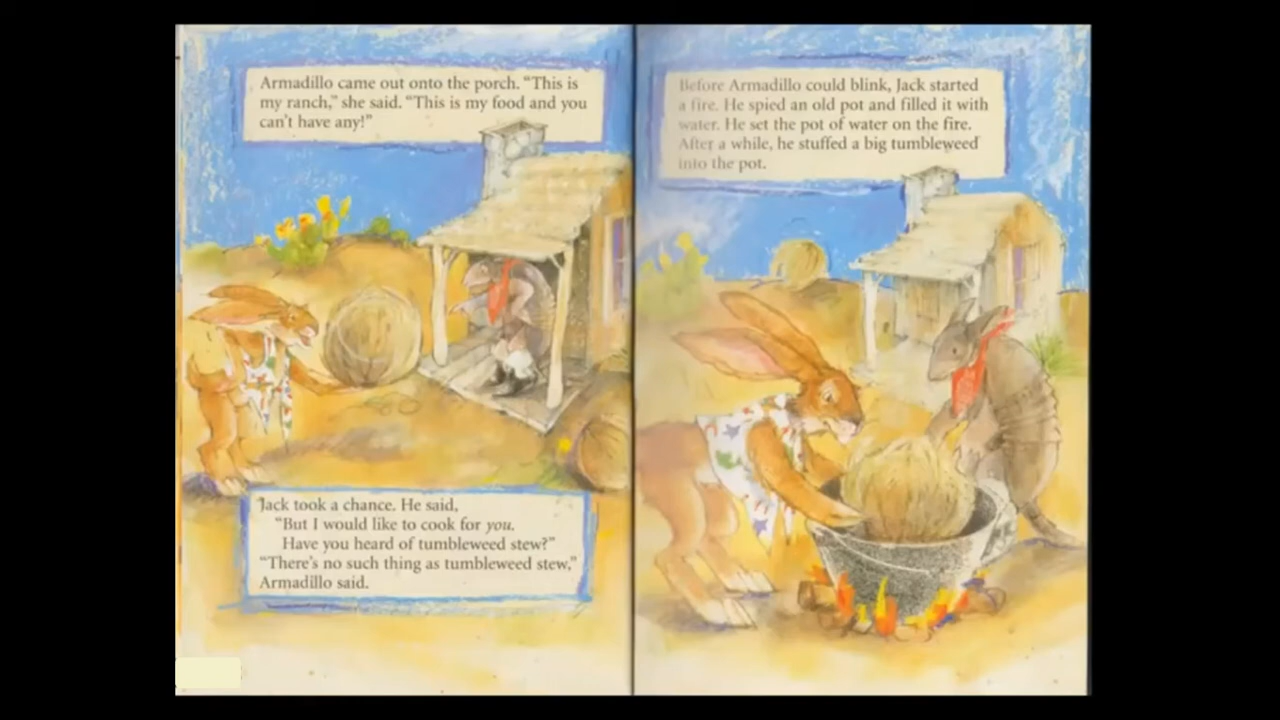 Armadillo came out onto the porch. “This is
my ranch,” she said. “This is my food and you
can’t have any!”
Jack took a chance. He said,
“But I would like to cook for you.
Have you heard of tumbleweed stew?”
“There’s no such thing as tumbleweed stew,”
Armadillo said.
Before Armadillo could blink, Jack started
a fire. He spied an old pot and filled it with
water. He set the pot of water on the fire.
After a while, he stuffed a big tumbleweed
into the pot.